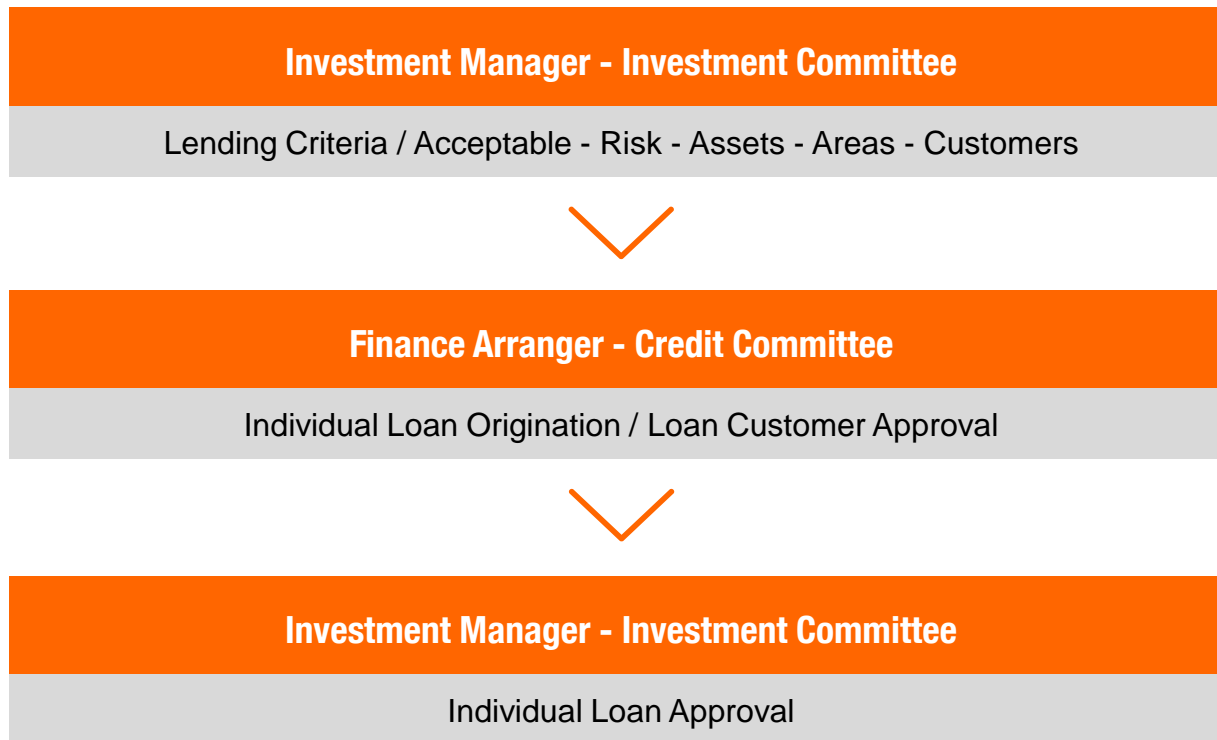 Investment Manager - Investment Committee
Lending Criteria / Acceptable - Risk - Assets - Areas - Customers
Finance Arranger - Credit Committee
Individual Loan Origination / Loan Customer Approval
Investment Manager - Investment Committee
Individual Loan Approval